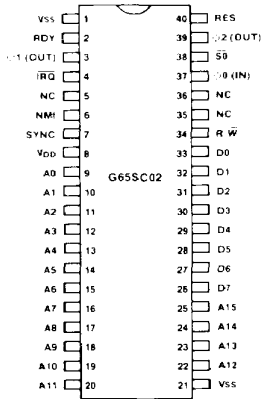 VSS 1 40 RES
RDY 2 39 ∅2 (OUT)
∅1 (OUT) 3 38 S̅0̅
I̅R̅Q̅ 4 37 ∅0 (IN)
NC 5 36 NC
NMI 6 35 NC
SYNC 7 34 R W̅
VDD 8 33 D0
A0 9 G65SC02 32 D1
A1 10 31 D2
A2 11 30 D3
A3 12 29 D4
A4 13 28 D5
A5 14 27 D6
A6 15 26 D7
A7 16 25 A15
A8 17 24 A14
A9 18 23 A13
A10 19 22 A12
A11 20 21 VSS